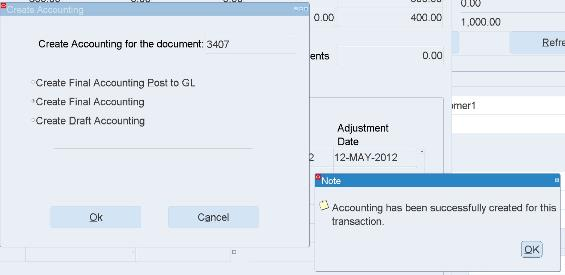 Create Accounting
Create Accounting for the document: 3407
Create Final Accounting Post to GL
Create Final Accounting
Create Draft Accounting
Ok
Cancel
0.00
400.00
ents
0.00
0.00
1,000.00
Refre
omer1
Adjustment
Date
2
12-MAY-2012
Note
Accounting has been successfully created for this
transaction.
OK